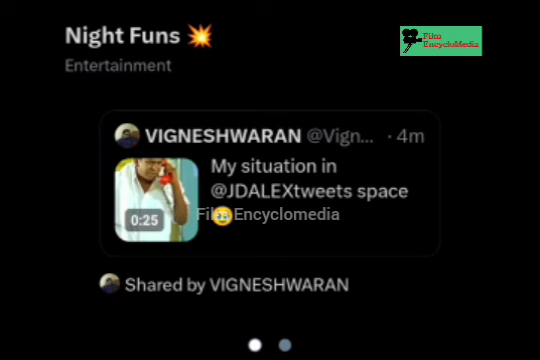 Night Funs 💥
Film
EncycloMedia
Entertainment
VIGNESHWARAN @Vign... · 4m
My situation in
@JDALEXtweets space
0:25
🥹
Film Encyclomedia
Shared by VIGNESHWARAN